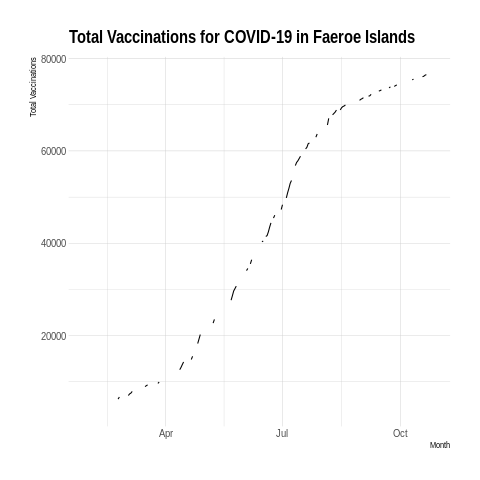 Total Vaccinations for COVID-19 in Faeroe Islands
Total Vaccinations
80000
60000
40000
20000
Apr Jul Oct
Month